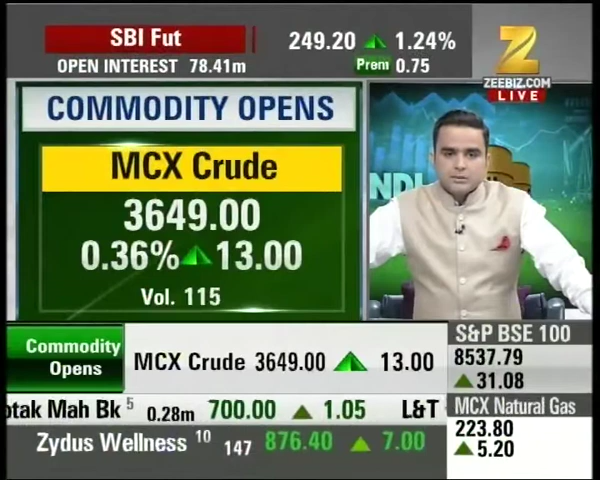 SBI Fut
249.20 1.24%
OPEN INTEREST 78.41m
Prem 0.75
Z
ZEEBIZ.COM
LIVE
COMMODITY OPENS
MCX Crude
3649.00
0.36% 13.00
Vol. 115
NDI
Commodity Opens
MCX Crude 3649.00 13.00
S&P BSE 100
8537.79
31.08
otak Mah Bk 5 0.28m 700.00 1.05 L&T
MCX Natural Gas
223.80
5.20
Zydus Wellness 10 147 876.40 7.00